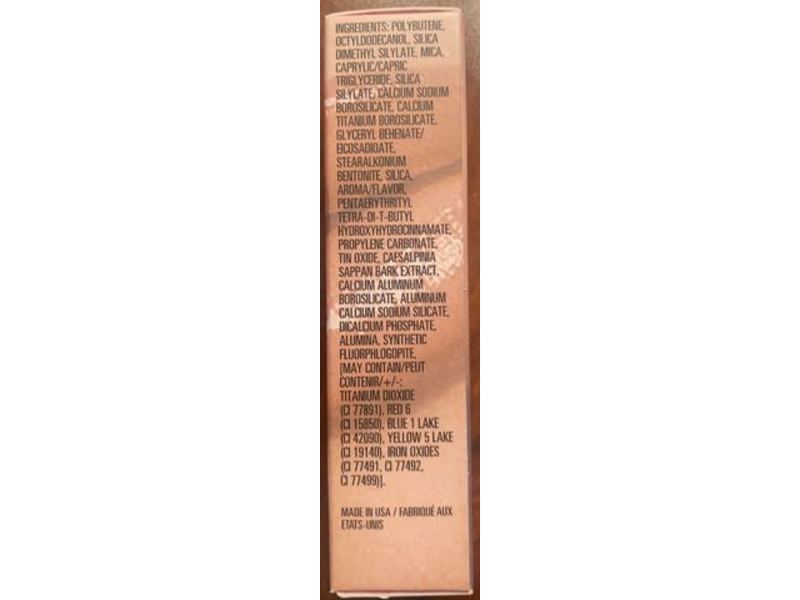 INGREDIENTS: POLYBUTENE,
OCTYLDODECANOL, SILICA
DIMETHYL SILYLATE, MICA,
CAPRYLIC/CAPRIC
TRIGLYCERIDE, SILICA
SILYLATE, CALCIUM SODIUM
BOROSILICATE, CALCIUM
TITANIUM BOROSILICATE,
GLYCERYL BEHENATE/
EICOSADIOATE,
STEARALKONIUM
BENTONITE, SILICA,
AROMA/FLAVOR,
PENTAERYTHRITYL
TETRA-DI-T-BUTYL
HYDROXYHYDROCINNAMATE,
PROPYLENE CARBONATE,
TIN OXIDE, CAESALPINIA
SAPPAN BARK EXTRACT,
CALCIUM ALUMINUM
BOROSILICATE, ALUMINUM
CALCIUM SODIUM SILICATE,
DICALCIUM PHOSPHATE,
ALUMINA, SYNTHETIC
FLUORPHLOGOPITE,
[MAY CONTAIN/PEUT
CONTENIR/+/-:
TITANIUM DIOXIDE
(CI 77891), RED 6
(CI 15850), BLUE 1 LAKE
(CI 42090), YELLOW 5 LAKE
(CI 19140), IRON OXIDES
(CI 77491, CI 77492,
CI 77499)].
MADE IN USA / FABRIQUÉ AUX
ETATS-UNIS